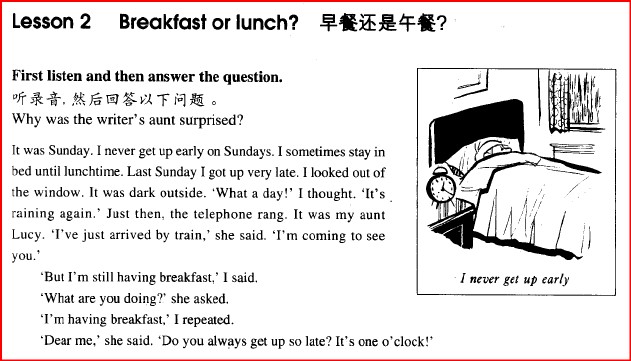 Lesson 2 Breakfast or lunch? 早餐还是午餐?
First listen and then answer the question.
听录音, 然后回答以下问题。
Why was the writer's aunt surprised?
It was Sunday. I never get up early on Sundays. I sometimes stay in
bed until lunchtime. Last Sunday I got up very late. I looked out of
the window. It was dark outside. 'What a day!' I thought. 'It's
raining again.' Just then, the telephone rang. It was my aunt
Lucy. 'I've just arrived by train,' she said. 'I'm coming to see
you.'
'But I'm still having breakfast,' I said.
'What are you doing?' she asked.
'I'm having breakfast,' I repeated.
'Dear me,' she said. 'Do you always get up so late? It's one o'clock!'
I never get up early